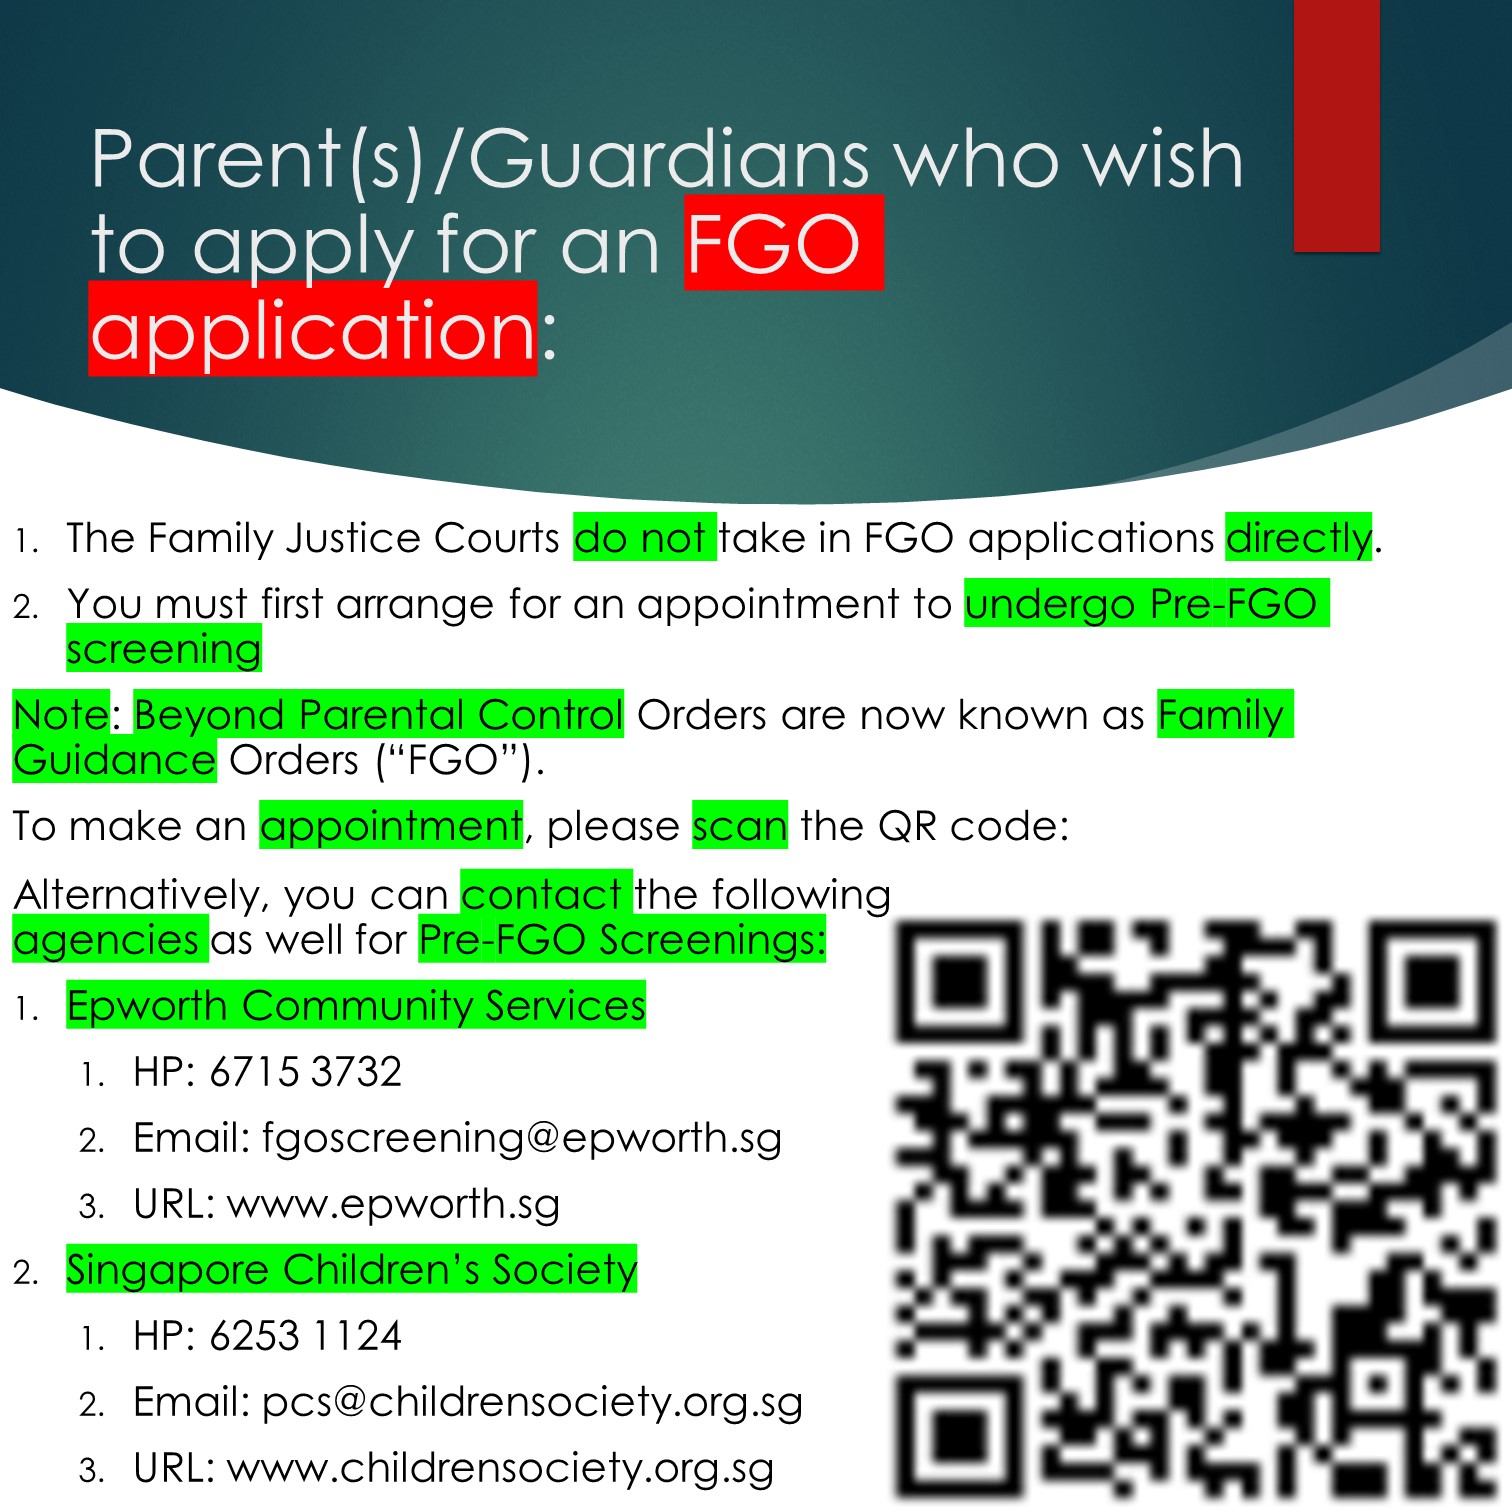 Parent(s)/Guardians who wish
to apply for an FGO
application:
1. The Family Justice Courts do not take in FGO applications directly.
2. You must first arrange for an appointment to undergo Pre-FGO
screening
Note: Beyond Parental Control Orders are now known as Family
Guidance Orders (“FGO”).
To make an appointment, please scan the QR code:
Alternatively, you can contact the following
agencies as well for Pre-FGO Screenings:
1. Epworth Community Services
1. HP: 6715 3732
2. Email: fgoscreening@epworth.sg
3. URL: www.epworth.sg
2. Singapore Children’s Society
1. HP: 6253 1124
2. Email: pcs@childrensociety.org.sg
3. URL: www.childrensociety.org.sg